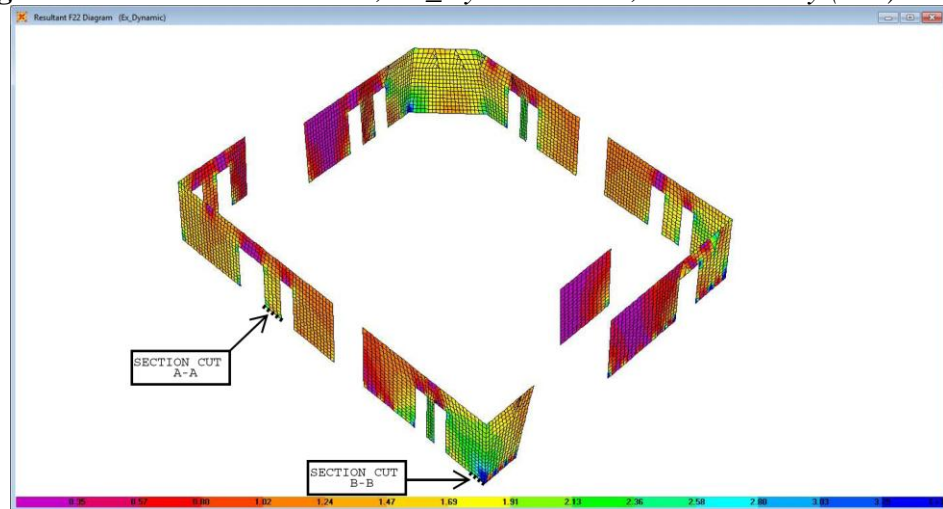 Resultant F22 Diagram (Ex_Dynamic)
SECTION CUT
A-A
SECTION CUT
B-B
0.35 0.57 0.80 1.02 1.24 1.47 1.69 1.91 2.13 2.36 2.58 2.80 3.03